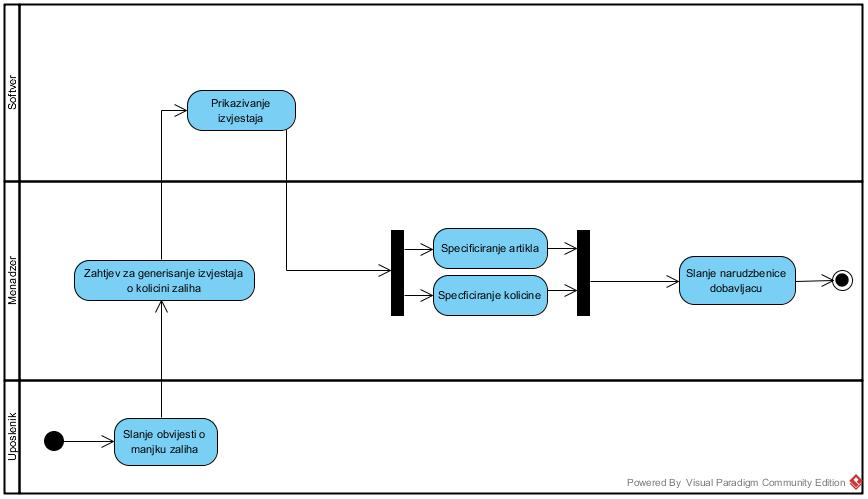 Softver
Prikazivanje
izvjestaja
Menadzer
Zahtjev za generisanje izvjestaja
o kolicini zaliha
Specificiranje artikla
Specficiranje kolicine
Slanje narudzbenice
dobavljacu
Uposlenik
Slanje obvijesti o
manjku zaliha
Powered By Visual Paradigm Community Edition